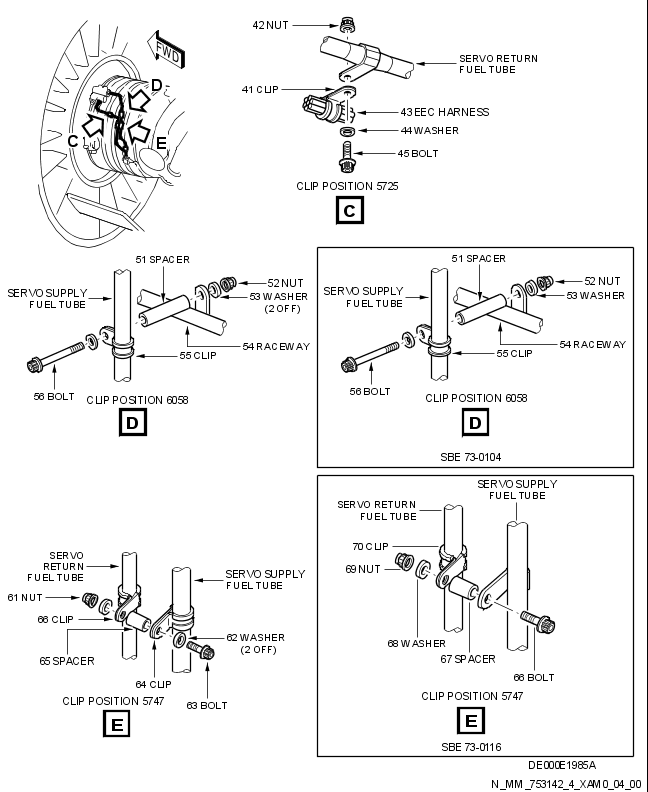 FWD
D
C
E
42 NUT
SERVO RETURN
FUEL TUBE
41 CLIP
43 EEC HARNESS
44 WASHER
45 BOLT
CLIP POSITION 5725
C
51 SPACER
52 NUT
SERVO SUPPLY
FUEL TUBE
53 WASHER
(2 OFF)
54 RACEWAY
55 CLIP
56 BOLT
CLIP POSITION 6058
D
51 SPACER
52 NUT
SERVO SUPPLY
FUEL TUBE
53 WASHER
54 RACEWAY
55 CLIP
56 BOLT
CLIP POSITION 6058
D
SBE 73-0104
SERVO
RETURN
FUEL TUBE
SERVO SUPPLY
FUEL TUBE
61 NUT
66 CLIP
62 WASHER
(2 OFF)
65 SPACER
64 CLIP
63 BOLT
CLIP POSITION 5747
E
SERVO SUPPLY
FUEL TUBE
SERVO RETURN
FUEL TUBE
70 CLIP
69 NUT
68 WASHER
67 SPACER
66 BOLT
CLIP POSITION 5747
E
SBE 73-0116
DE000E1985A
N_MM_753142_4_XAM0_04_00